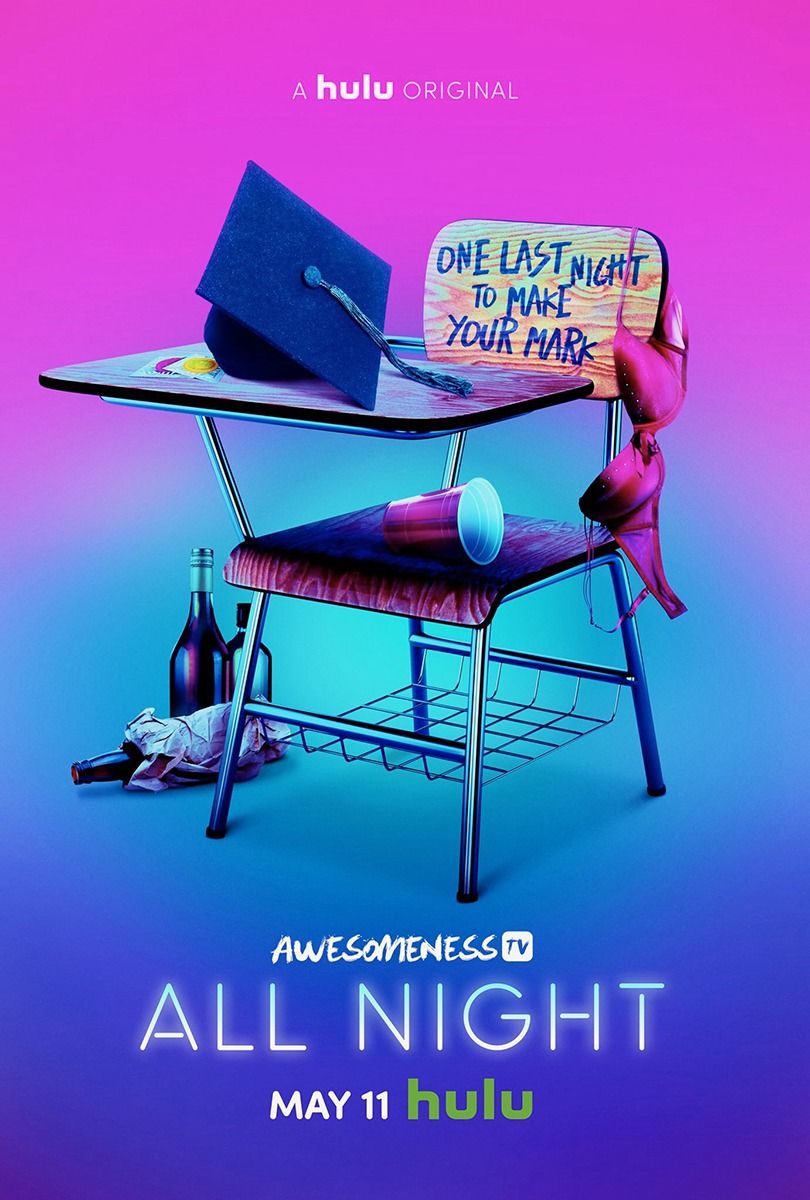 A hulu ORIGINAL
ONE LAST NIGHT
TO MAKE
YOUR MARK
AWESOMENESS TV
ALL NIGHT
MAY 11 hulu